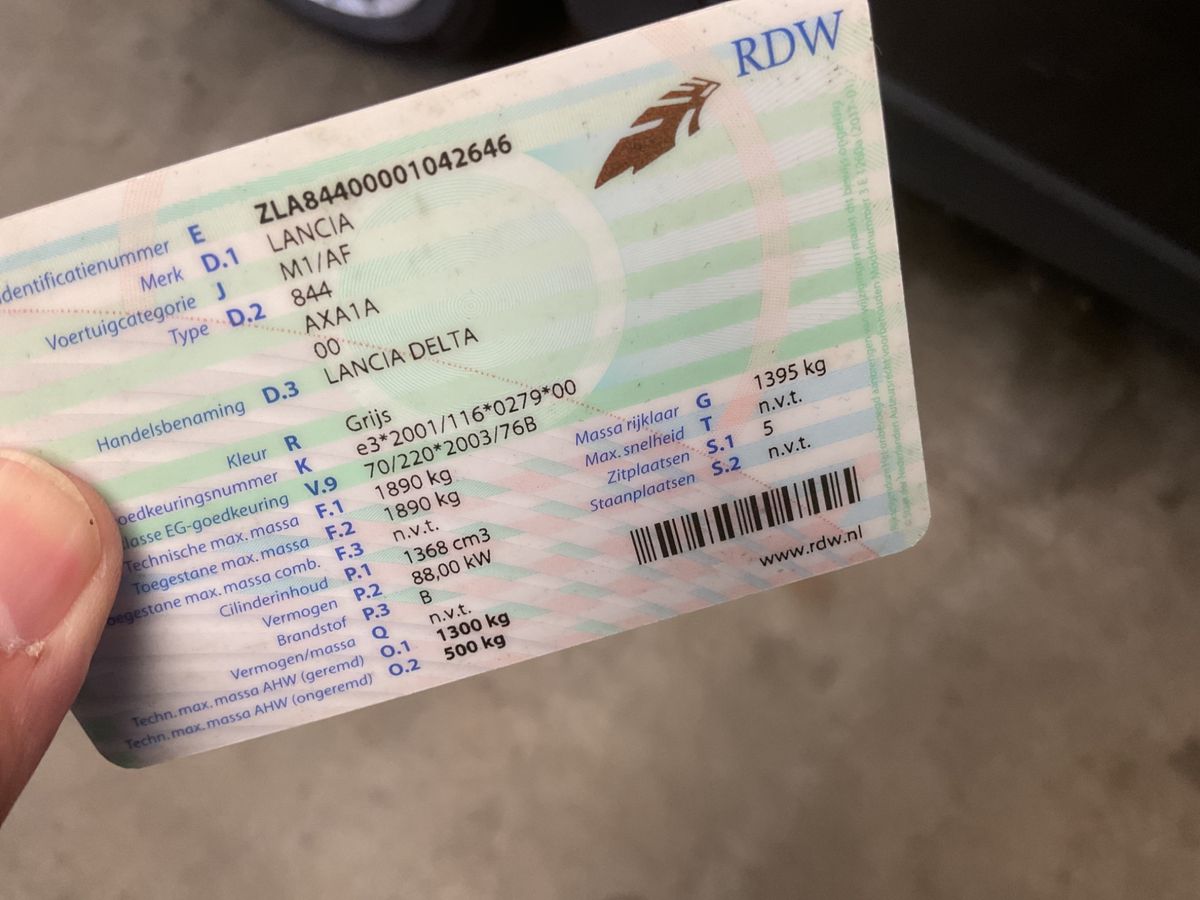 RDW
Identificatienummer E ZLA84400001042646
Merk D.1 LANCIA
Voertuigcategorie J M1/AF
Type D.2 844
AXA1A
00
Handelsbenaming D.3 LANCIA DELTA
Kleur R Grijs
oedkeuringsnummer K e3*2001/116*0279*00
lasse EG-goedkeuring V.9 70/220*2003/76B
Technische max. massa F.1 1890 kg
Toegestane max. massa F.2 1890 kg
oegestane max. massa comb. F.3 n.v.t.
Cilinderinhoud P.1 1368 cm3
Vermogen P.2 88,00 kW
Brandstof P.3 B
Vermogen/massa Q n.v.t.
Techn. max. massa AHW (geremd) O.1 1300 kg
Techn. max. massa AHW (ongeremd) O.2 500 kg
Massa rijklaar G 1395 kg
Max. snelheid T n.v.t.
Zitplaatsen S.1 5
Staanplaatsen S.2 n.v.t.
www.rdw.nl